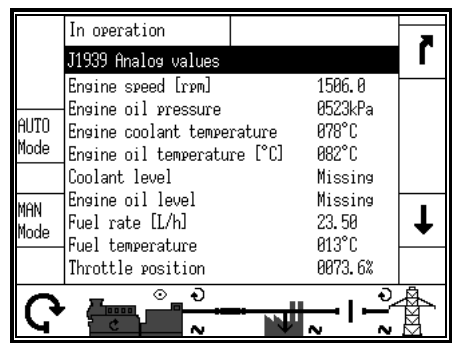 In operation
J1939 Analog values
Engine speed [rpm] 1506.0
Engine oil pressure 0523kPa
Engine coolant temperature 078°C
Engine oil temperature [°C] 082°C
Coolant level Missing
Engine oil level Missing
Fuel rate [L/h] 23.50
Fuel temperature 013°C
Throttle position 0073.6%
AUTO
Mode
MAN
Mode